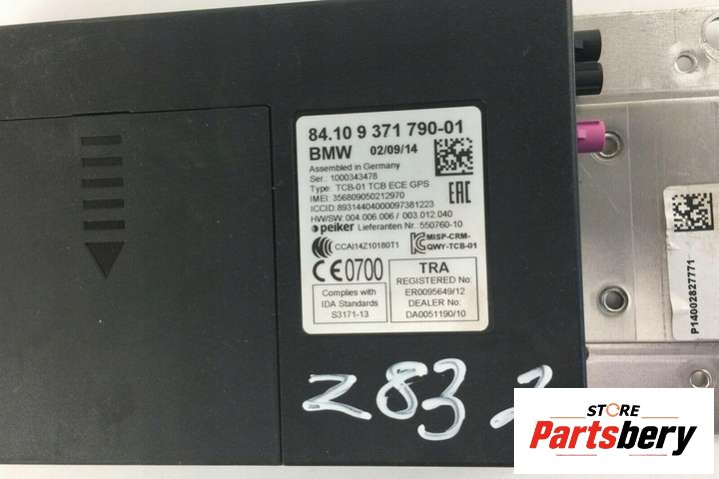 84.10 9 371 790-01
BMW 02/09/14
Assembled in Germany
Ser.: 1000343478
Type: TCB-01 TCB ECE GPS
IMEI: 356809050212970
ICCID: 89314404000097381223
HW/SW: 004.006.006 / 003.012.040
peiker Lieferanten Nr.: 550760-10
CCAI14Z10180T1
MISP-CRM-
QWY-TCB-01
EAC
CE0700
Complies with
IDA Standards
S3171-13
TRA
REGISTERED No:
ER0095649/12
DEALER No:
DA0051190/10
P14002827771
Z83
STORE
Partsbery